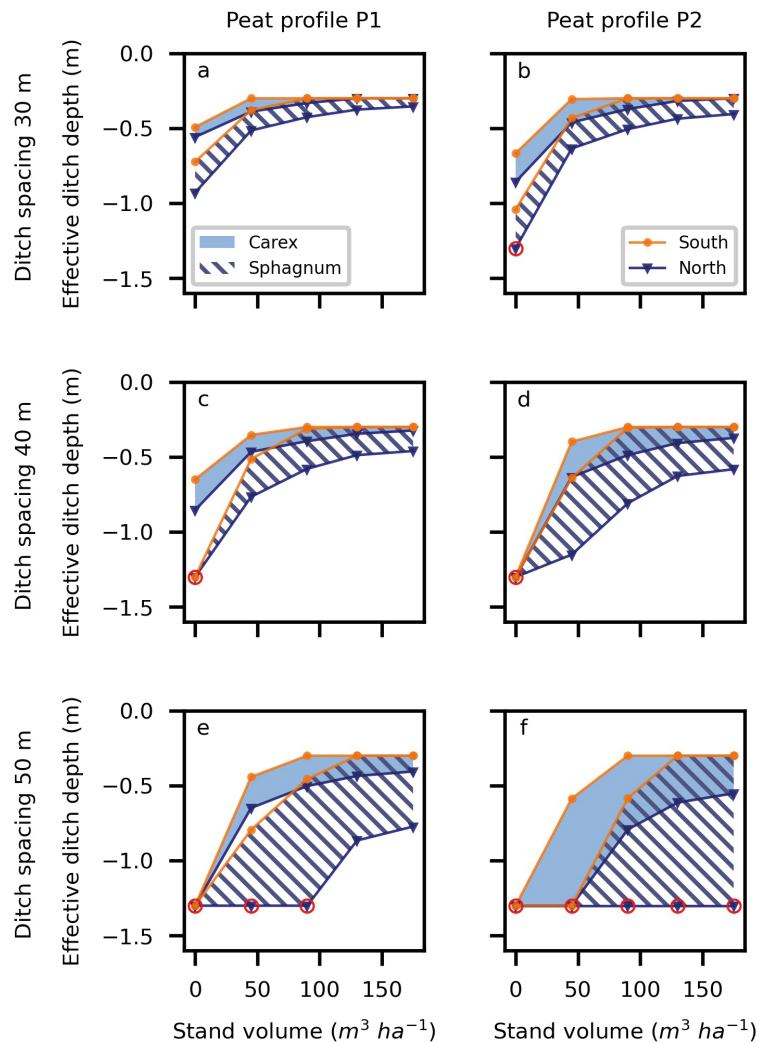 Peat profile P1 Peat profile P2
Ditch spacing 30 m
Effective ditch depth (m)
0.0
−0.5
−1.0
−1.5
a
Carex
Sphagnum
b
South
North
Ditch spacing 40 m
Effective ditch depth (m)
0.0
−0.5
−1.0
−1.5
c
d
Ditch spacing 50 m
Effective ditch depth (m)
0.0
−0.5
−1.0
−1.5
e
f
0 50 100 150 0 50 100 150
Stand volume (m³ ha⁻¹) Stand volume (m³ ha⁻¹)